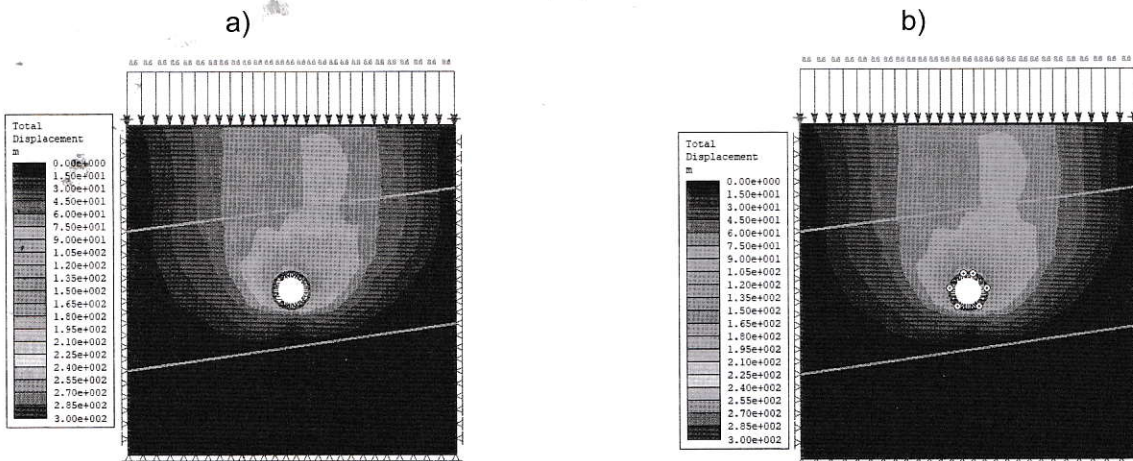 a)
Total
Displacement
m
0.00e+000
1.50e+001
3.00e+001
4.50e+001
6.00e+001
7.50e+001
9.00e+001
1.05e+002
1.20e+002
1.35e+002
1.50e+002
1.65e+002
1.80e+002
1.95e+002
2.10e+002
2.25e+002
2.40e+002
2.55e+002
2.70e+002
2.85e+002
3.00e+002
b)
Total
Displacement
m
0.00e+000
1.50e+001
3.00e+001
4.50e+001
6.00e+001
7.50e+001
9.00e+001
1.05e+002
1.20e+002
1.35e+002
1.50e+002
1.65e+002
1.80e+002
1.95e+002
2.10e+002
2.25e+002
2.40e+002
2.55e+002
2.70e+002
2.85e+002
3.00e+002